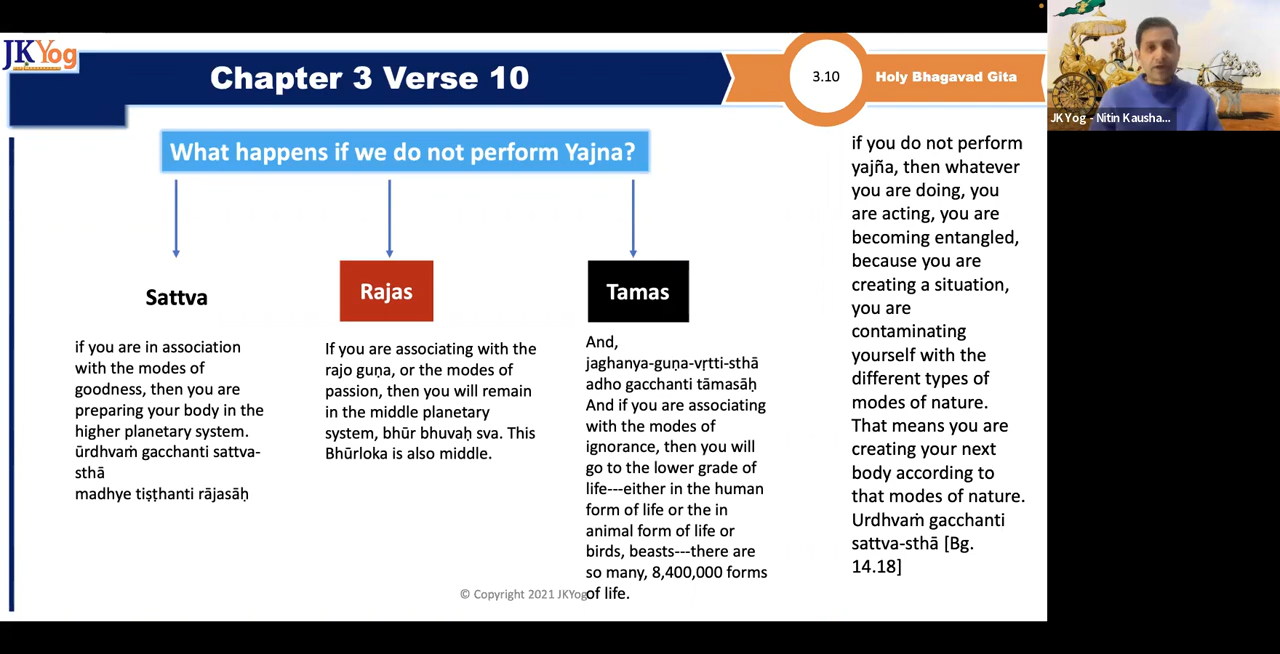 JKYog
Chapter 3 Verse 10
3.10
Holy Bhagavad Gita
JKYog - Nitin Kausha...
What happens if we do not perform Yajna?
Sattva
if you are in association
with the modes of
goodness, then you are
preparing your body in the
higher planetary system.
ūrdhvaṁ gacchanti sattva-
sthā
madhye tiṣṭhanti rājasāḥ
Rajas
If you are associating with the
rajo guṇa, or the modes of
passion, then you will remain
in the middle planetary
system, bhūr bhuvaḥ sva. This
Bhūrloka is also middle.
Tamas
And,
jaghanya-guṇa-vṛtti-sthā
adho gacchanti tāmasāḥ
And if you are associating
with the modes of
ignorance, then you will
go to the lower grade of
life---either in the human
form of life or the in
animal form of life or
birds, beasts---there are
so many, 8,400,000 forms
of life.
if you do not perform
yajña, then whatever
you are doing, you
are acting, you are
becoming entangled,
because you are
creating a situation,
you are
contaminating
yourself with the
different types of
modes of nature.
That means you are
creating your next
body according to
that modes of nature.
Urdhvaṁ gacchanti
sattva-sthā [Bg.
14.18]
© Copyright 2021 JKYog